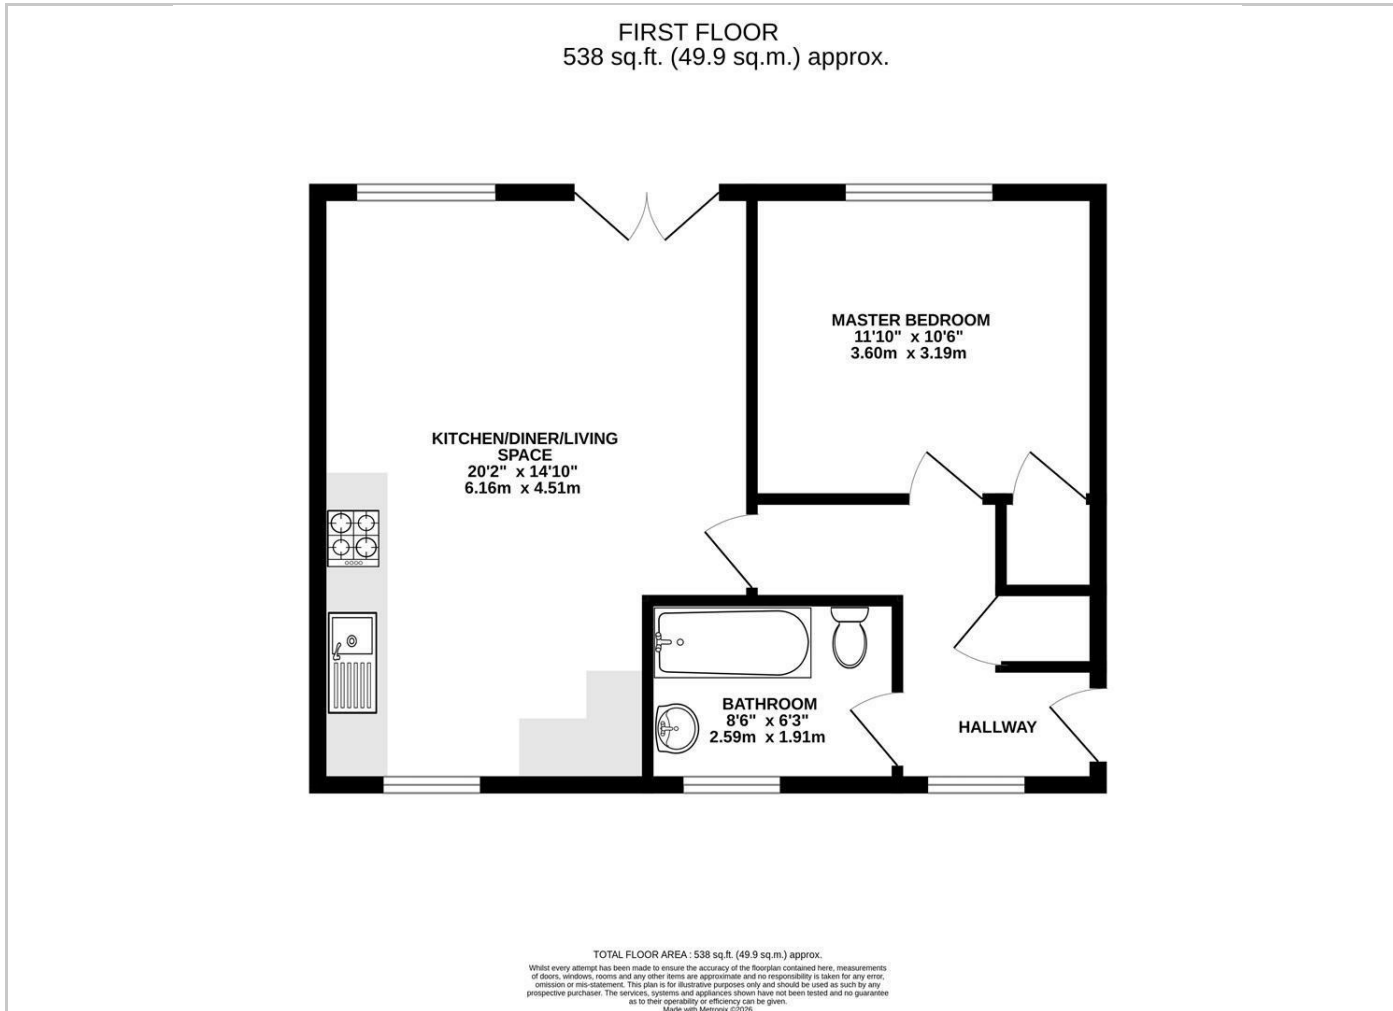 FIRST FLOOR
538 sq.ft. (49.9 sq.m.) approx.
MASTER BEDROOM
11'10" x 10'6"
3.60m x 3.19m
KITCHEN/DINER/LIVING
SPACE
20'2" x 14'10"
6.16m x 4.51m
BATHROOM
8'6" x 6'3"
2.59m x 1.91m
HALLWAY
TOTAL FLOOR AREA : 538 sq.ft. (49.9 sq.m.) approx.
Whilst every attempt has been made to ensure the accuracy of the floorplan contained here, measurements
of doors, windows, rooms and any other items are approximate and no responsibility is taken for any error,
omission or mis-statement. This plan is for illustrative purposes only and should be used as such by any
prospective purchaser. The services, systems and appliances shown have not been tested and no guarantee
as to their operability or efficiency can be given.
Made with Metropix ©2026